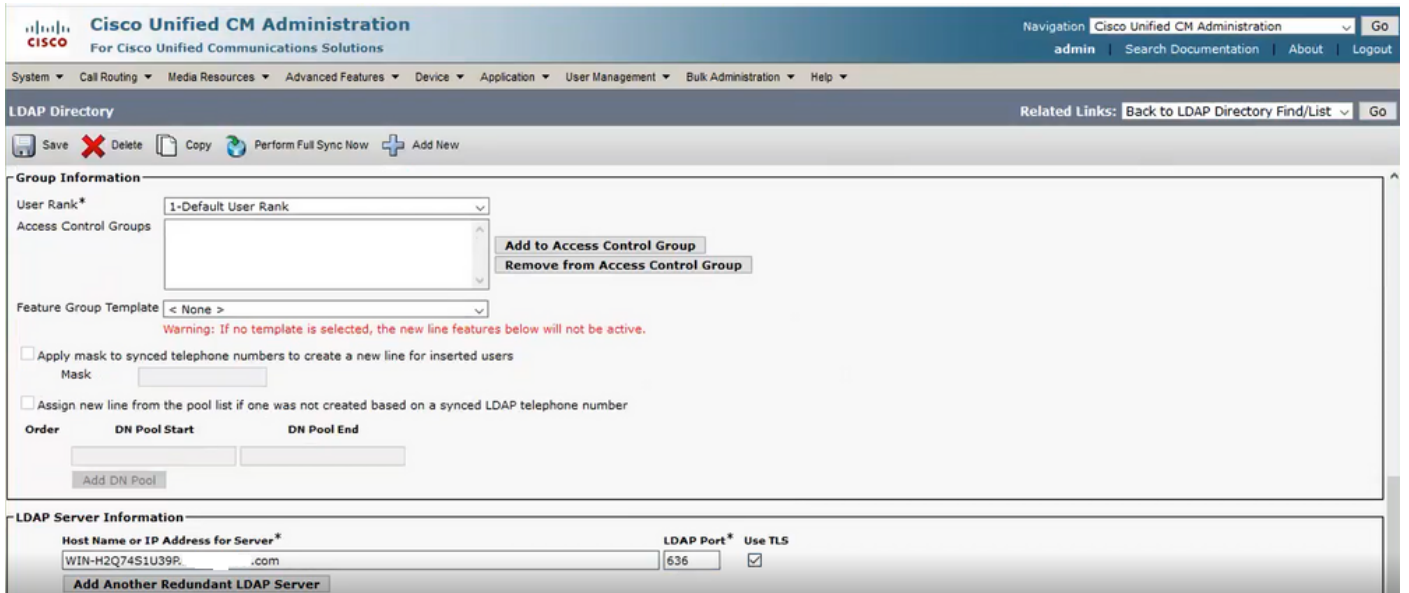 Cisco Unified CM Administration
For Cisco Unified Communications Solutions
CISCO
Navigation Cisco Unified CM Administration Go
admin | Search Documentation | About | Logout
System Call Routing Media Resources Advanced Features Device Application User Management Bulk Administration Help
LDAP Directory
Related Links: Back to LDAP Directory Find/List Go
Save Delete Copy Perform Full Sync Now Add New
Group Information
User Rank* 1-Default User Rank
Access Control Groups
Add to Access Control Group
Remove from Access Control Group
Feature Group Template < None >
Warning: If no template is selected, the new line features below will not be active.
Apply mask to synced telephone numbers to create a new line for inserted users
Mask
Assign new line from the pool list if one was not created based on a synced LDAP telephone number
Order DN Pool Start DN Pool End
Add DN Pool
LDAP Server Information
Host Name or IP Address for Server* LDAP Port* Use TLS
WIN-H2Q74S1U39P. .com 636
Add Another Redundant LDAP Server